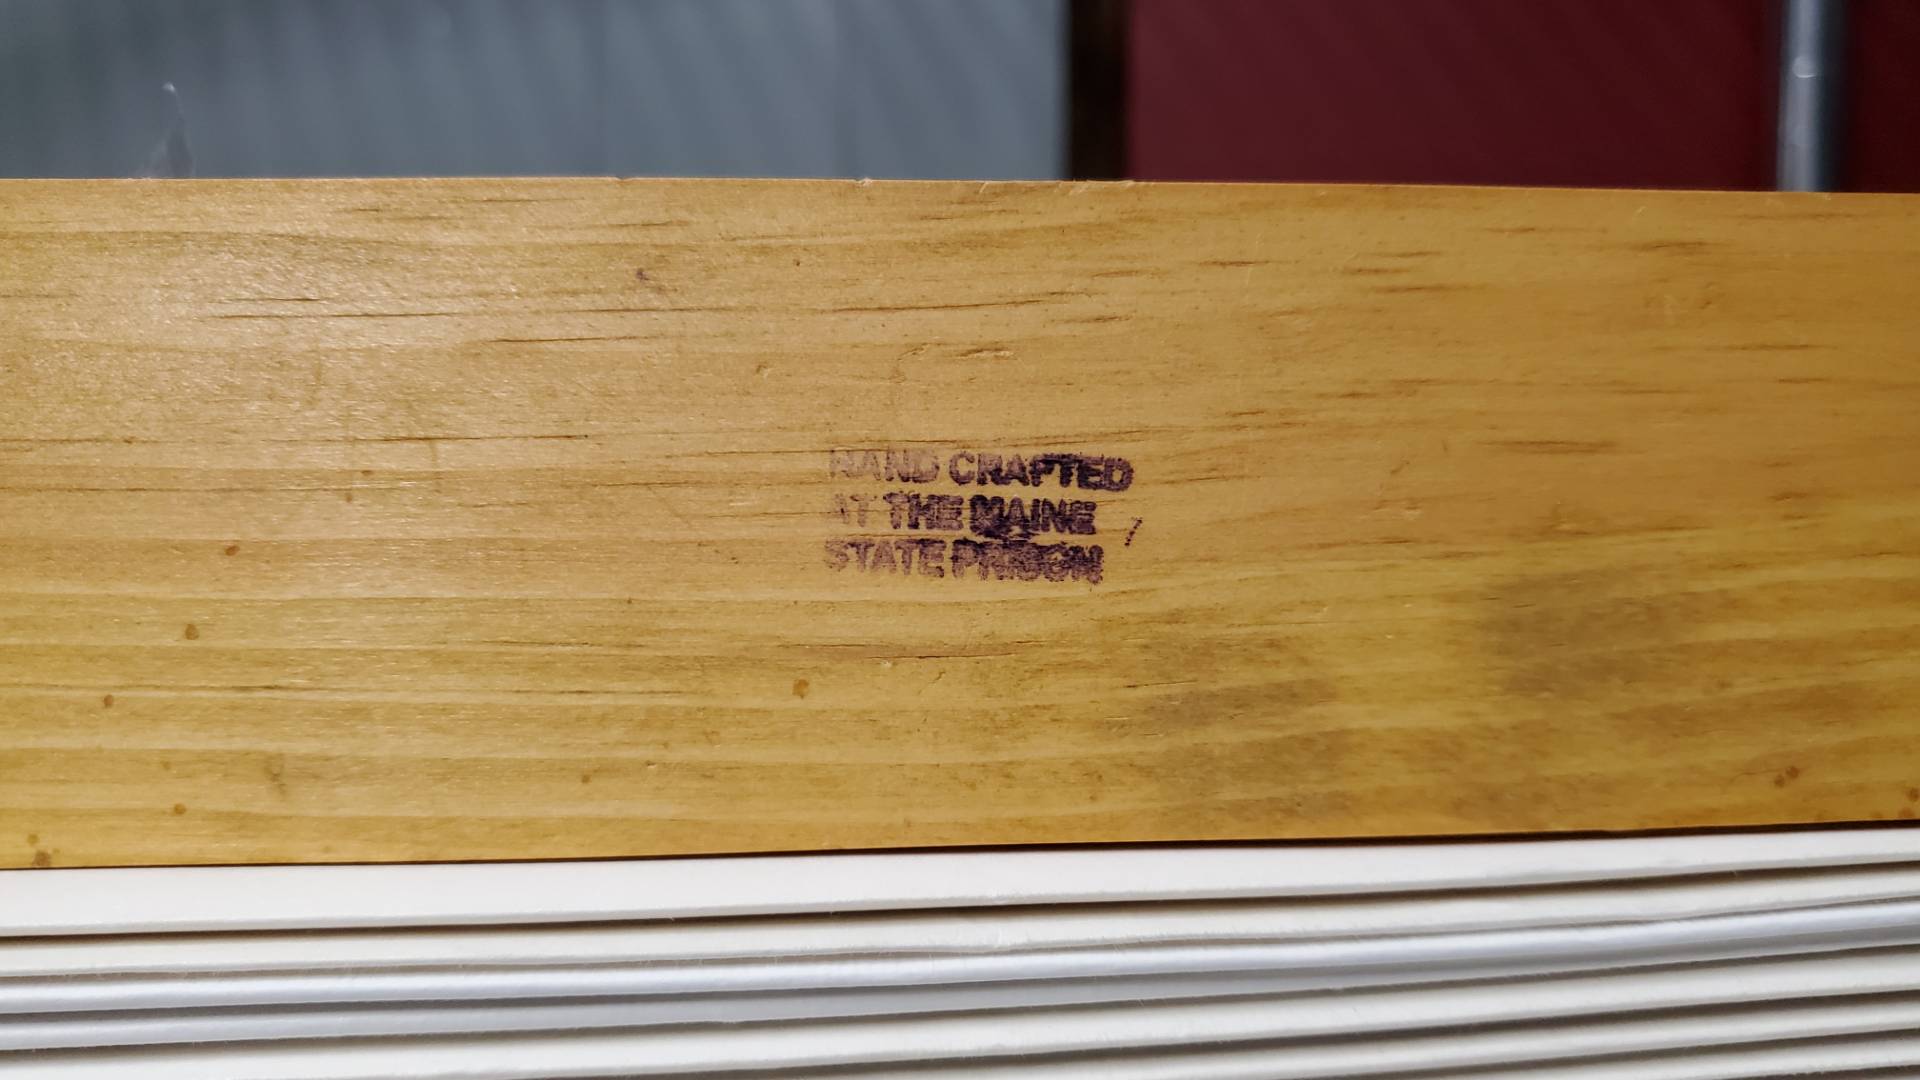 HAND CRAFTED
AT THE MAINE
STATE PRISON